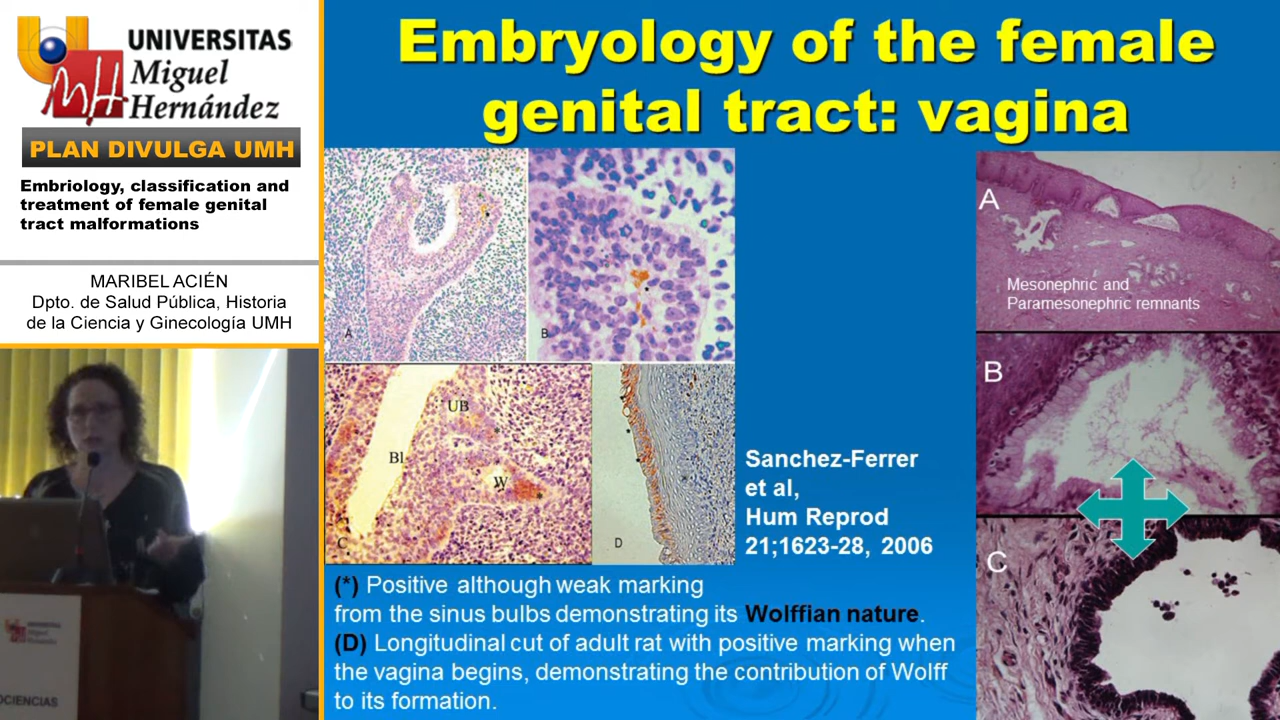 UNIVERSITAS
Miguel
Hernández
PLAN DIVULGA UMH
Embriology, classification and
treatment of female genital
tract malformations
MARIBEL ACIÉN
Dpto. de Salud Pública, Historia
de la Ciencia y Ginecología UMH
UNIVERSITAS
Miguel
Hernández
OCIENCIAS
Embryology of the female
genital tract: vagina
A
B
UB
Bl
W
C
D
Sanchez-Ferrer
et al,
Hum Reprod
21;1623-28, 2006
(*) Positive although weak marking
from the sinus bulbs demonstrating its Wolffian nature.
(D) Longitudinal cut of adult rat with positive marking when
the vagina begins, demonstrating the contribution of Wolff
to its formation.
A
Mesonephric and
Paramesonephric remnants
B
C